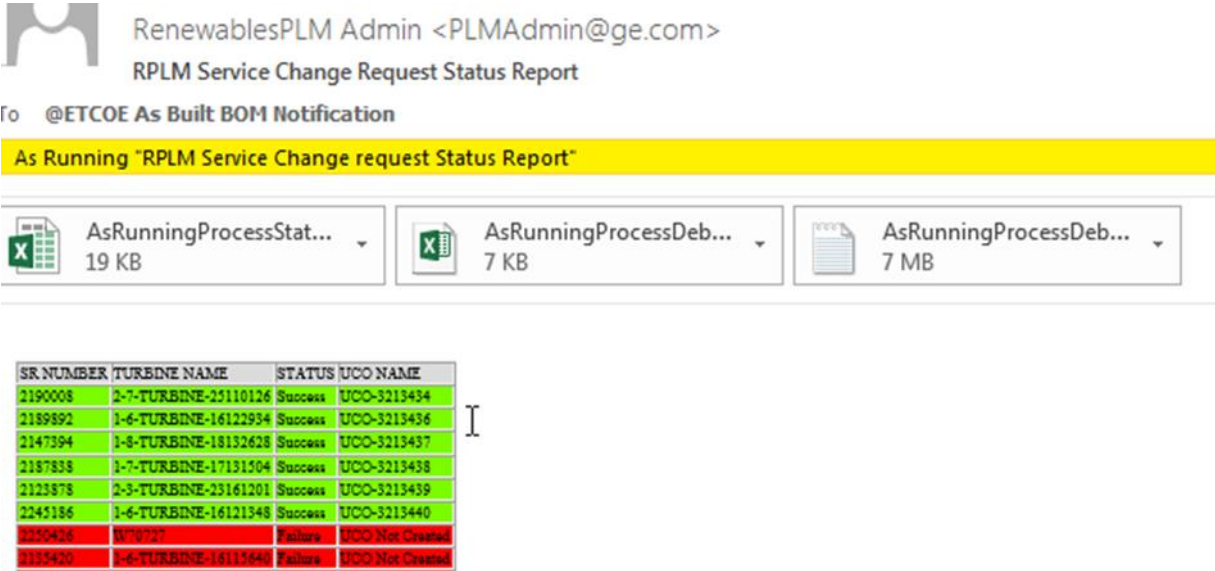 RenewablesPLM Admin <PLMAdmin@ge.com>
RPLM Service Change Request Status Report
To @ETCOE As Built BOM Notification
As Running "RPLM Service Change request Status Report"
AsRunningProcessStat... AsRunningProcessDeb... AsRunningProcessDeb...
19 KB 7 KB 7 MB
SR NUMBER TURBINE NAME STATUS UCO NAME
2190008 2-7-TURBINE-25110126 Success UCO-3213434
2189892 1-6-TURBINE-16122934 Success UCO-3213436
2147394 1-8-TURBINE-18132628 Success UCO-3213437
2187838 1-7-TURBINE-17131504 Success UCO-3213438
2123878 2-3-TURBINE-23161201 Success UCO-3213439
2245186 1-6-TURBINE-16121348 Success UCO-3213440
2250426 W70727 Failure UCO Not Created
2135420 1-6-TURBINE-16115640 Failure UCO Not Created